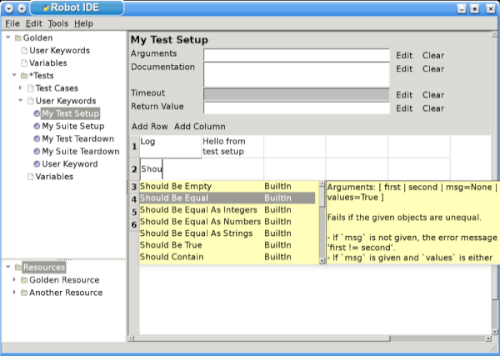 Robot IDE
File Edit Tools Help
Golden
User Keywords
Variables
*Tests
Test Cases
User Keywords
My Test Setup
My Suite Setup
My Test Teardown
My Suite Teardown
User Keyword
Variables
Resources
Golden Resource
Another Resource
My Test Setup
Arguments Edit Clear
Documentation Edit Clear
Timeout Edit Clear
Return Value Edit Clear
Add Row Add Column
1 Log Hello from
test setup
2 Shou
3 Should Be Empty BuiltIn
4 Should Be Equal BuiltIn
5 Should Be Equal As Integers BuiltIn
Should Be Equal As Numbers BuiltIn
6 Should Be Equal As Strings BuiltIn
Should Be True BuiltIn
Should Contain BuiltIn
Arguments: [ first | second | msg=None |
values=True ]
Fails if the given objects are unequal.
- If `msg` is not given, the error message
'first != second'.
- If `msg` is given and `values` is either